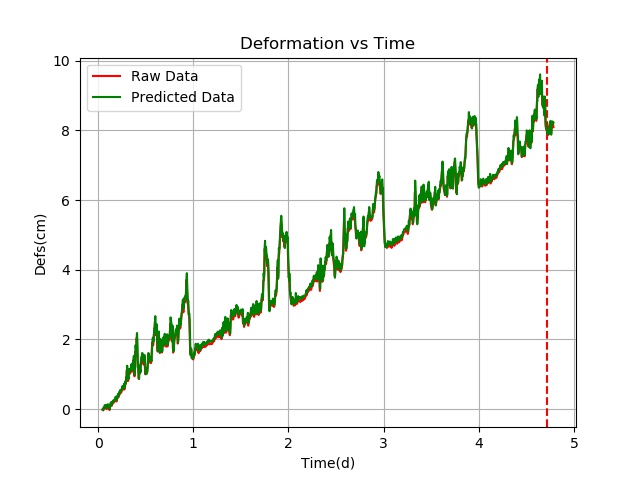 Deformation vs Time
Raw Data
Predicted Data
Defs(cm)
10
8
6
4
2
0
0 1 2 3 4 5
Time(d)